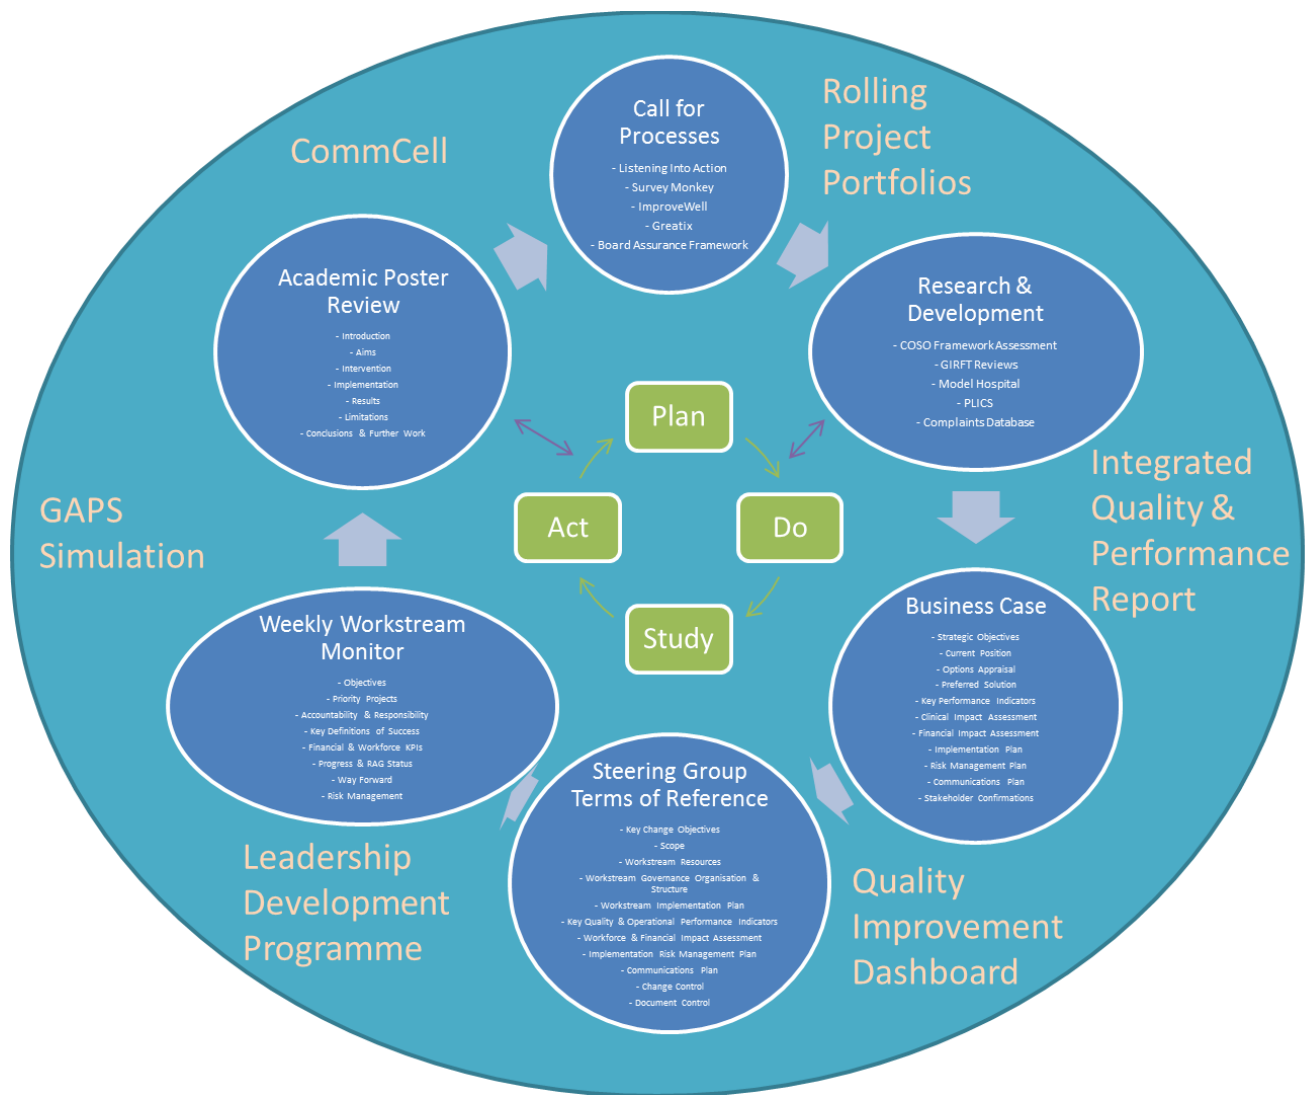 CommCell
Rolling
Project
Portfolios
Call for
Processes
- Listening Into Action
- Survey Monkey
- ImproveWell
- Greatix
- Board Assurance Framework
Research &
Development
- COSO Framework Assessment
- GIRFT Reviews
- Model Hospital
- PLICS
- Complaints Database
Integrated
Quality &
Performance
Report
Business Case
- Strategic Objectives
- Current Position
- Options Appraisal
- Preferred Solution
- Key Performance Indicators
- Clinical Impact Assessment
- Financial Impact Assessment
- Implementation Plan
- Risk Management Plan
- Communications Plan
- Stakeholder Confirmations
Quality
Improvement
Dashboard
Steering Group
Terms of Reference
- Key Change Objectives
- Scope
- Workstream Resources
- Workstream Governance Organisation &
Structure
- Workstream Implementation Plan
- Key Quality & Operational Performance Indicators
- Workforce & Financial Impact Assessment
- Implementation Risk Management Plan
- Communications Plan
- Change Control
- Document Control
Leadership
Development
Programme
Weekly Workstream
Monitor
- Objectives
- Priority Projects
- Accountability & Responsibility
- Key Definitions of Success
- Financial & Workforce KPIs
- Progress & RAG Status
- Way Forward
- Risk Management
GAPS
Simulation
Academic Poster
Review
- Introduction
- Aims
- Intervention
- Implementation
- Results
- Limitations
- Conclusions & Further Work
Plan
Do
Study
Act